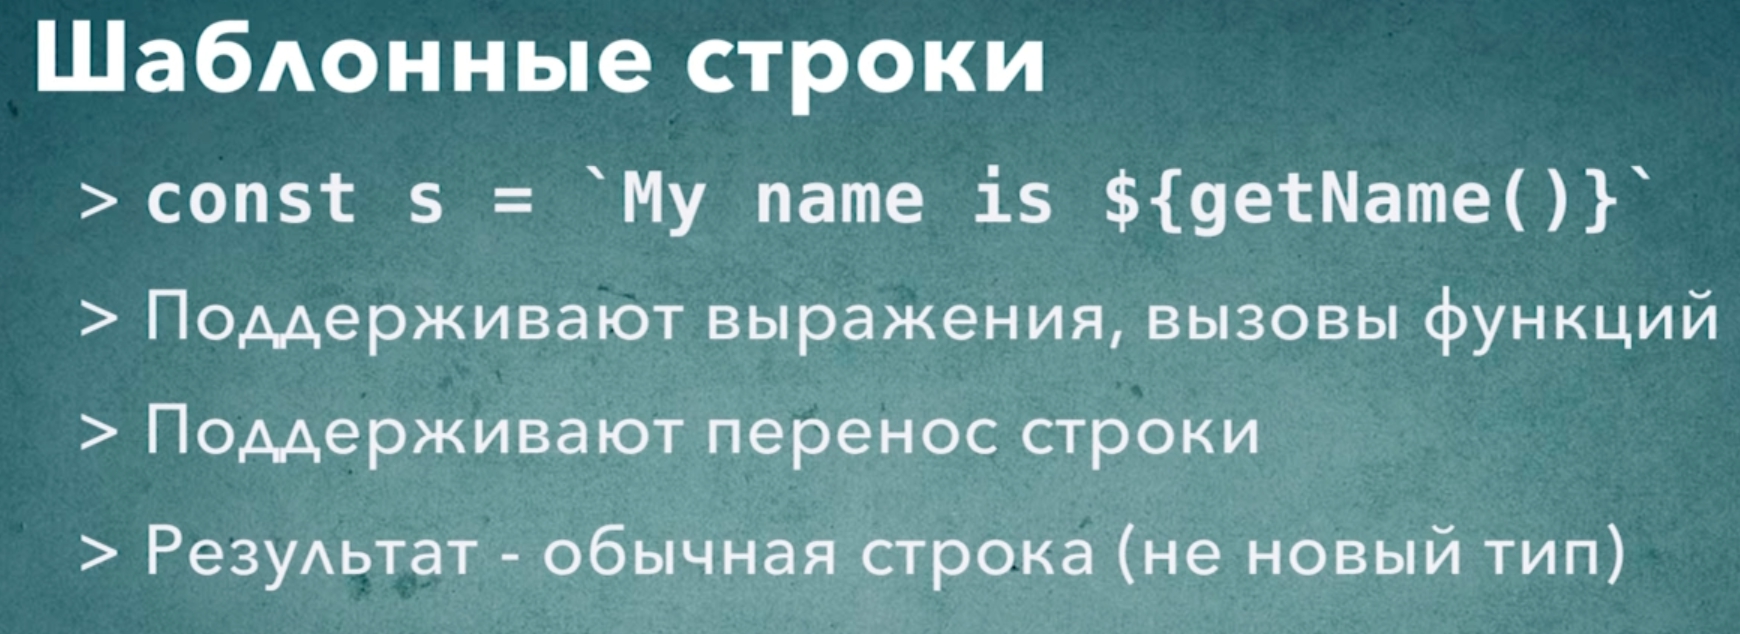 Шаблонные строки
> const s = `My name is ${getName()}`
> Поддерживают выражения, вызовы функций
> Поддерживают перенос строки
> Результат - обычная строка (не новый тип)